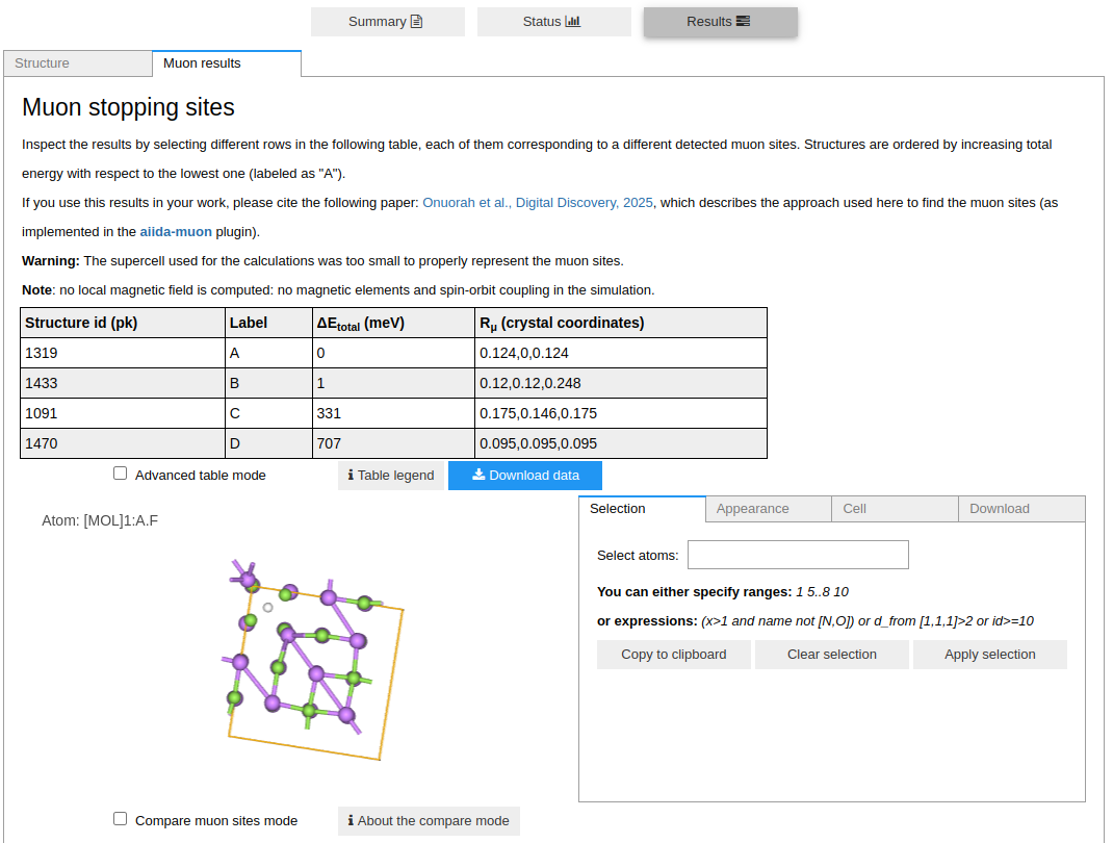 Summary
Status
Results
Structure
Muon results
Muon stopping sites
Inspect the results by selecting different rows in the following table, each of them corresponding to a different detected muon sites. Structures are ordered by increasing total
energy with respect to the lowest one (labeled as "A").
If you use this results in your work, please cite the following paper: Onuorah et al., Digital Discovery, 2025, which describes the approach used here to find the muon sites (as
implemented in the aiida-muon plugin).
Warning: The supercell used for the calculations was too small to properly represent the muon sites.
Note: no local magnetic field is computed: no magnetic elements and spin-orbit coupling in the simulation.
Structure id (pk) Label ΔEtotal (meV) Rμ (crystal coordinates)
1319 A 0 0.124,0,0.124
1433 B 1 0.12,0.12,0.248
1091 C 331 0.175,0.146,0.175
1470 D 707 0.095,0.095,0.095
Advanced table mode
Table legend
Download data
Atom: [MOL]1:A.F
Selection
Appearance
Cell
Download
Select atoms:
You can either specify ranges: 1 5..8 10
or expressions: (x>1 and name not [N,O]) or d_from [1,1,1]>2 or id>=10
Copy to clipboard
Clear selection
Apply selection
Compare muon sites mode
About the compare mode